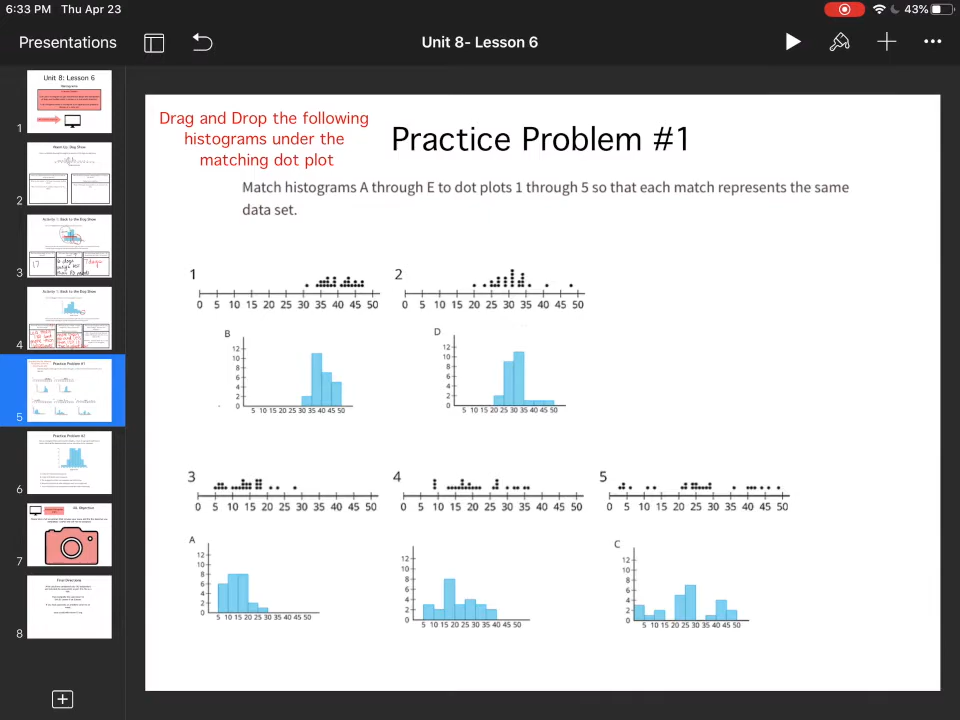 6:33 PM Thu Apr 23
43%
Presentations
Unit 8- Lesson 6
Unit 8: Lesson 6
1
2
3
4
5
6
7
8
Practice Problem #1
Practice Problem #2
Drag and Drop the following
histograms under the
matching dot plot
Practice Problem #1
Match histograms A through E to dot plots 1 through 5 so that each match represents the same
data set.
1
0 5 10 15 20 25 30 35 40 45 50
2
0 5 10 15 20 25 30 35 40 45 50
B
12
10
8
6
4
2
0
5 10 15 20 25 30 35 40 45 50
D
12
10
8
6
4
2
0
5 10 15 20 25 30 35 40 45 50
3
0 5 10 15 20 25 30 35 40 45 50
4
0 5 10 15 20 25 30 35 40 45 50
5
0 5 10 15 20 25 30 35 40 45 50
A
12
10
8
6
4
2
0
5 10 15 20 25 30 35 40 45 50
12
10
8
6
4
2
0
5 10 15 20 25 30 35 40 45 50
C
12
10
8
6
4
2
0
5 10 15 20 25 30 35 40 45 50